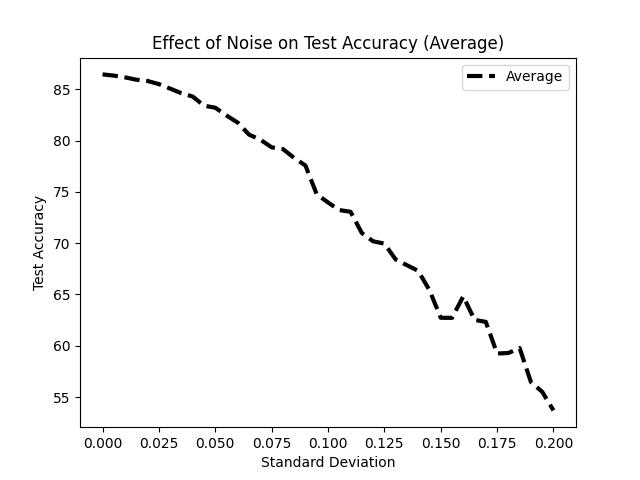 Effect of Noise on Test Accuracy (Average)
Average
Test Accuracy
85
80
75
70
65
60
55
0.000 0.025 0.050 0.075 0.100 0.125 0.150 0.175 0.200
Standard Deviation